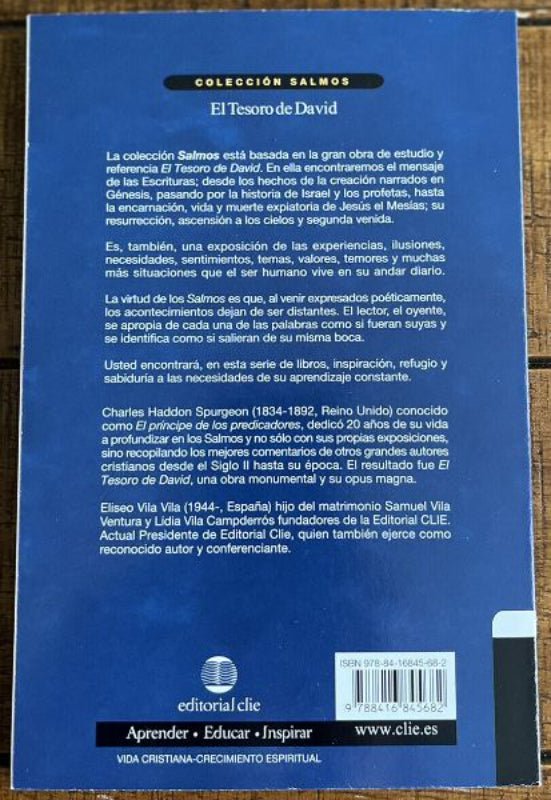 COLECCIÓN SALMOS
El Tesoro de David
La colección Salmos está basada en la gran obra de estudio y
referencia El Tesoro de David. En ella encontraremos el mensaje
de las Escrituras; desde los hechos de la creación narrados en
Génesis, pasando por la historia de Israel y los profetas, hasta
la encarnación, vida y muerte expiatoria de Jesús el Mesías; su
resurrección, ascensión a los cielos y segunda venida.
Es, también, una exposición de las experiencias, ilusiones,
necesidades, sentimientos, temas, valores, temores y muchas
más situaciones que el ser humano vive en su andar diario.
La virtud de los Salmos es que, al venir expresados poéticamente,
los acontecimientos dejan de ser distantes. El lector, el oyente,
se apropia de cada una de las palabras como si fueran suyas y
se identifica como si salieran de su misma boca.
Usted encontrará, en esta serie de libros, inspiración, refugio y
sabiduría a las necesidades de su aprendizaje constante.
Charles Haddon Spurgeon (1834-1892, Reino Unido) conocido
como El príncipe de los predicadores, dedicó 20 años de su vida
a profundizar en los Salmos y no sólo con sus propias exposiciones,
sino recopilando los mejores comentarios de otros grandes autores
cristianos desde el Siglo II hasta su época. El resultado fue El
Tesoro de David, una obra monumental y su opus magna.
Eliseo Vila Vila (1944-, España) hijo del matrimonio Samuel Vila
Ventura y Lídia Vila Campderrós fundadores de la Editorial CLIE.
Actual Presidente de Editorial Clie, quien también ejerce como
reconocido autor y conferenciante.
ISBN 978-84-16845-68-2
9 788416 845682
editorial clie
Aprender • Educar • Inspirar
www.clie.es
VIDA CRISTIANA-CRECIMIENTO ESPIRITUAL